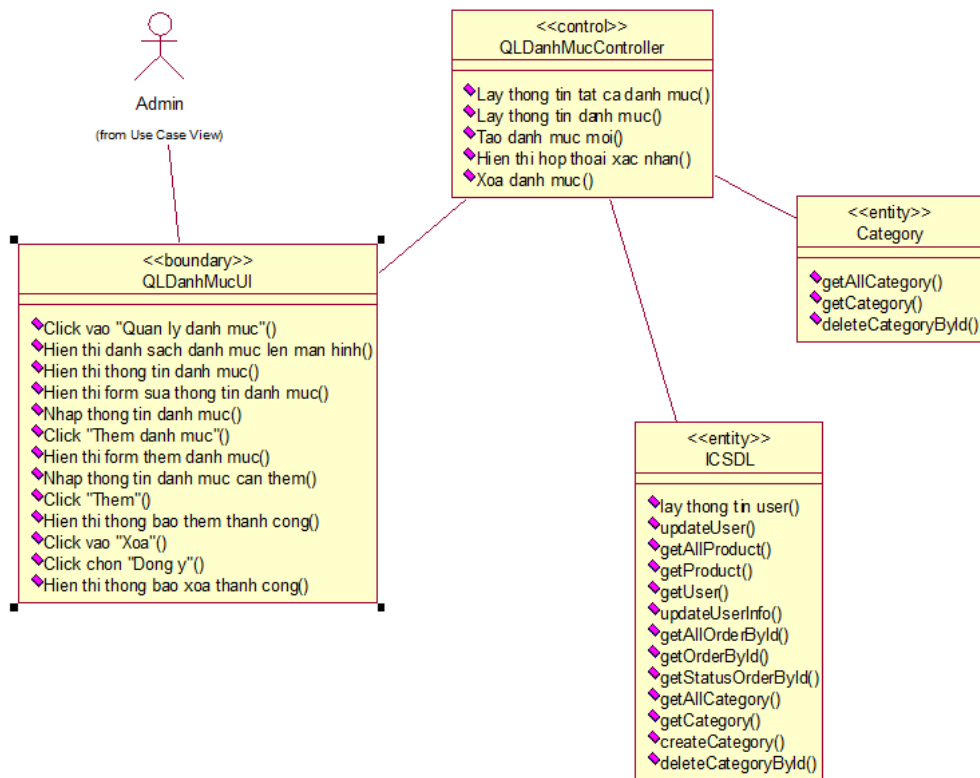 Admin
(from Use Case View)
<<control>>
QLDanhMucController
Lay thong tin tat ca danh muc()
Lay thong tin danh muc()
Tao danh muc moi()
Hien thi hop thoai xac nhan()
Xoa danh muc()
<<boundary>>
QLDanhMucUI
Click vao "Quan ly danh muc"()
Hien thi danh sach danh muc len man hinh()
Hien thi thong tin danh muc()
Hien thi form sua thong tin danh muc()
Nhap thong tin danh muc()
Click "Them danh muc"()
Hien thi form them danh muc()
Nhap thong tin danh muc can them()
Click "Them"()
Hien thi thong bao them thanh cong()
Click vao "Xoa"()
Click chon "Dong y"()
Hien thi thong bao xoa thanh cong()
<<entity>>
Category
getAllCategory()
getCategory()
deleteCategoryById()
<<entity>>
ICSDL
lay thong tin user()
updateUser()
getAllProduct()
getProduct()
getUser()
updateUserInfo()
getAllOrderById()
getOrderById()
getStatusOrderById()
getAllCategory()
getCategory()
createCategory()
deleteCategoryById()